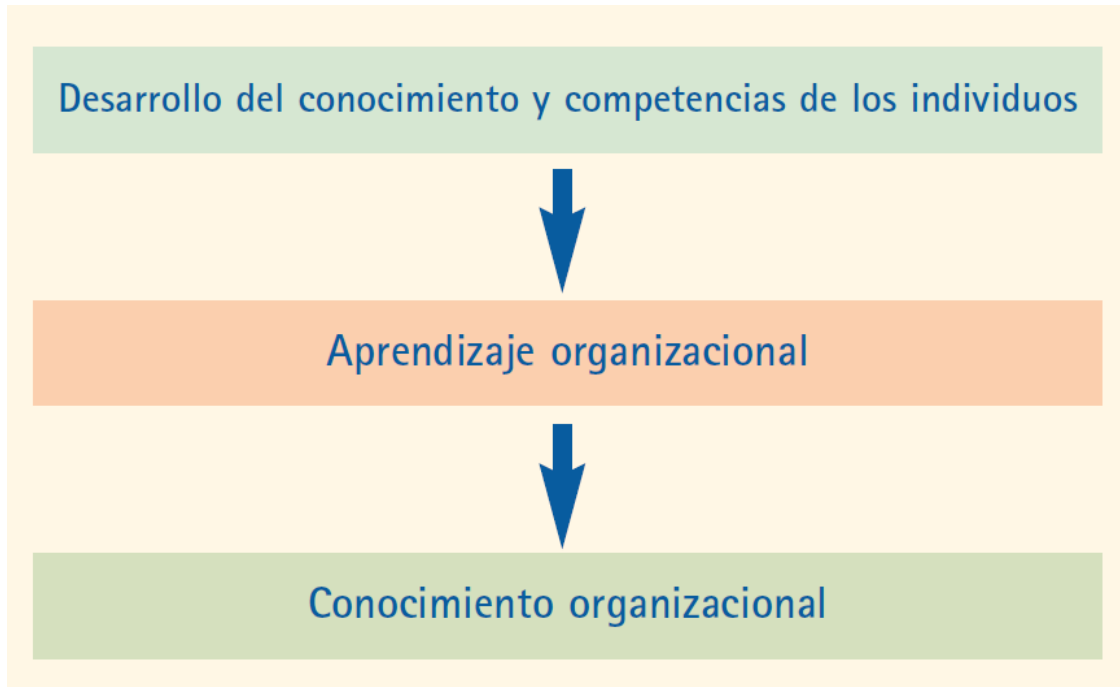 Desarrollo del conocimiento y competencias de los individuos
Aprendizaje organizacional
Conocimiento organizacional